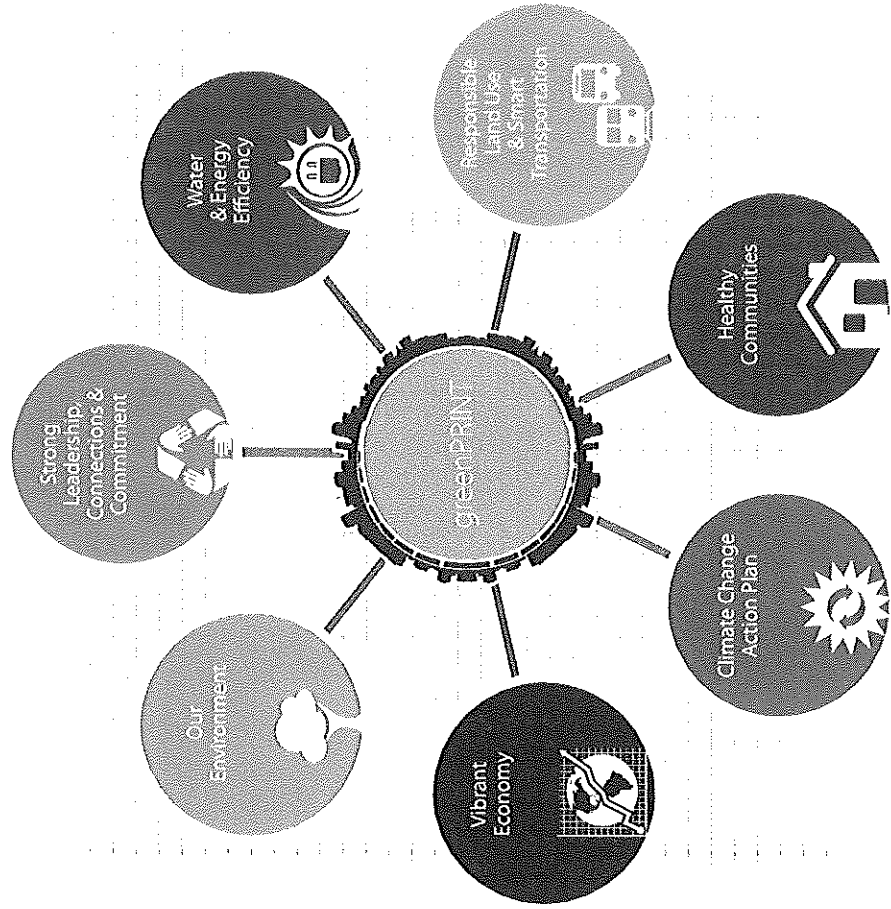 Strong
Leadership,
Connections &
Commitment
Water
& Energy
Efficiency
Responsible
Land Use
& Smart
Transportation
Healthy
Communities
Climate Change
Action Plan
Vibrant
Economy
Our
Environment
greenPRINT